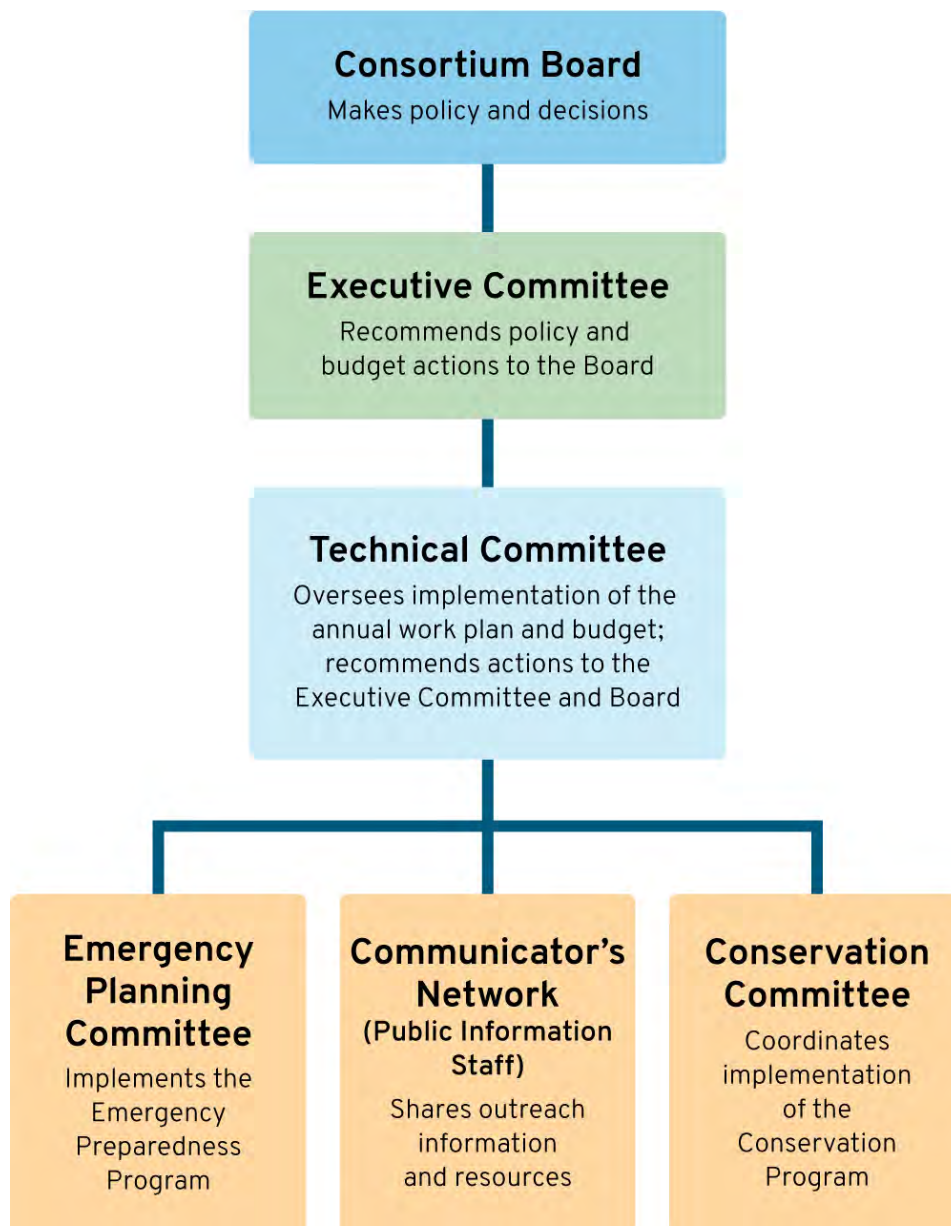 Consortium Board
Makes policy and decisions
Executive Committee
Recommends policy and
budget actions to the Board
Technical Committee
Oversees implementation of the
annual work plan and budget;
recommends actions to the
Executive Committee and Board
Emergency
Planning
Committee
Implements the
Emergency
Preparedness
Program
Communicator's
Network
(Public Information
Staff)
Shares outreach
information
and resources
Conservation
Committee
Coordinates
implementation
of the
Conservation
Program